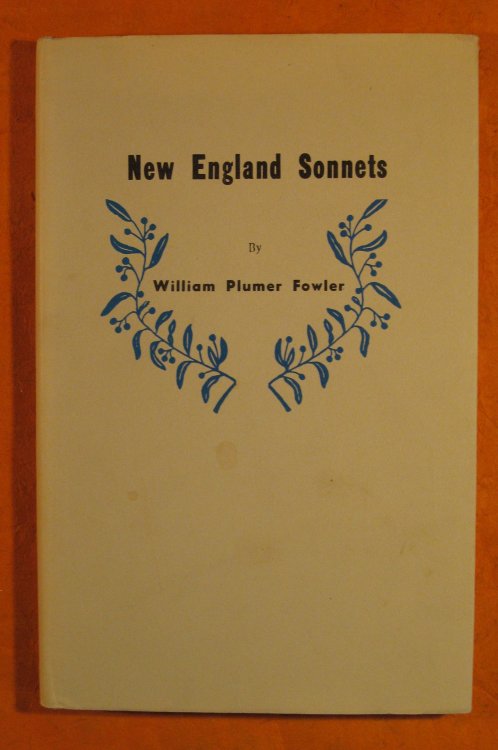 New England Sonnets
By
William Plumer Fowler